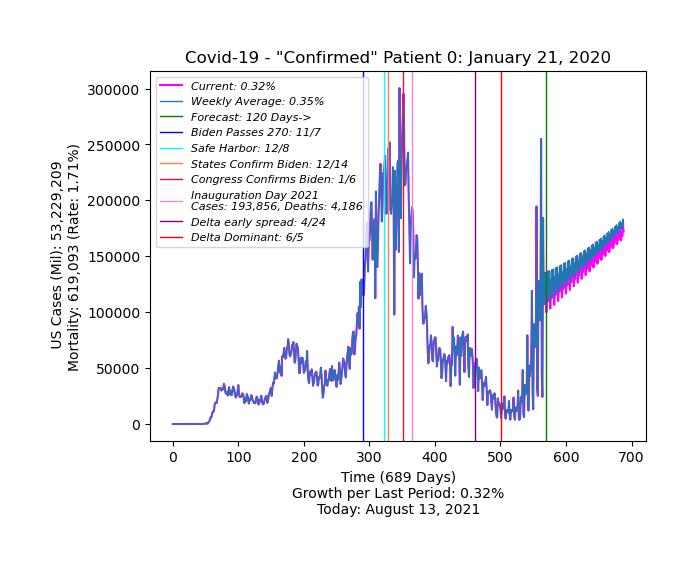 Covid-19 - "Confirmed" Patient 0: January 21, 2020
US Cases (Mil): 53,229,209
Mortality: 619,093 (Rate: 1.71%)
300000
250000
200000
150000
100000
50000
0
Current: 0.32%
Weekly Average: 0.35%
Forecast: 120 Days->
Biden Passes 270: 11/7
Safe Harbor: 12/8
States Confirm Biden: 12/14
Congress Confirms Biden: 1/6
Inauguration Day 2021
Cases: 193,856, Deaths: 4,186
Delta early spread: 4/24
Delta Dominant: 6/5
0 100 200 300 400 500 600 700
Time (689 Days)
Growth per Last Period: 0.32%
Today: August 13, 2021